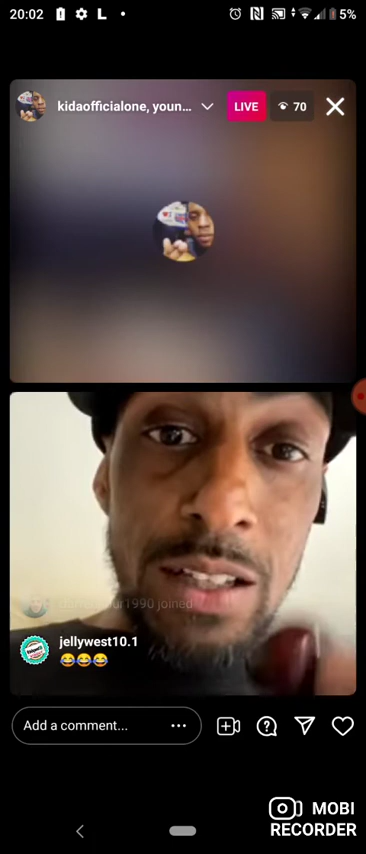 20:02
L
5%
kidaofficialone, youn...
LIVE
70
joined
jellywest10.1
😂😂😂
Add a comment...
MOBI
RECORDER